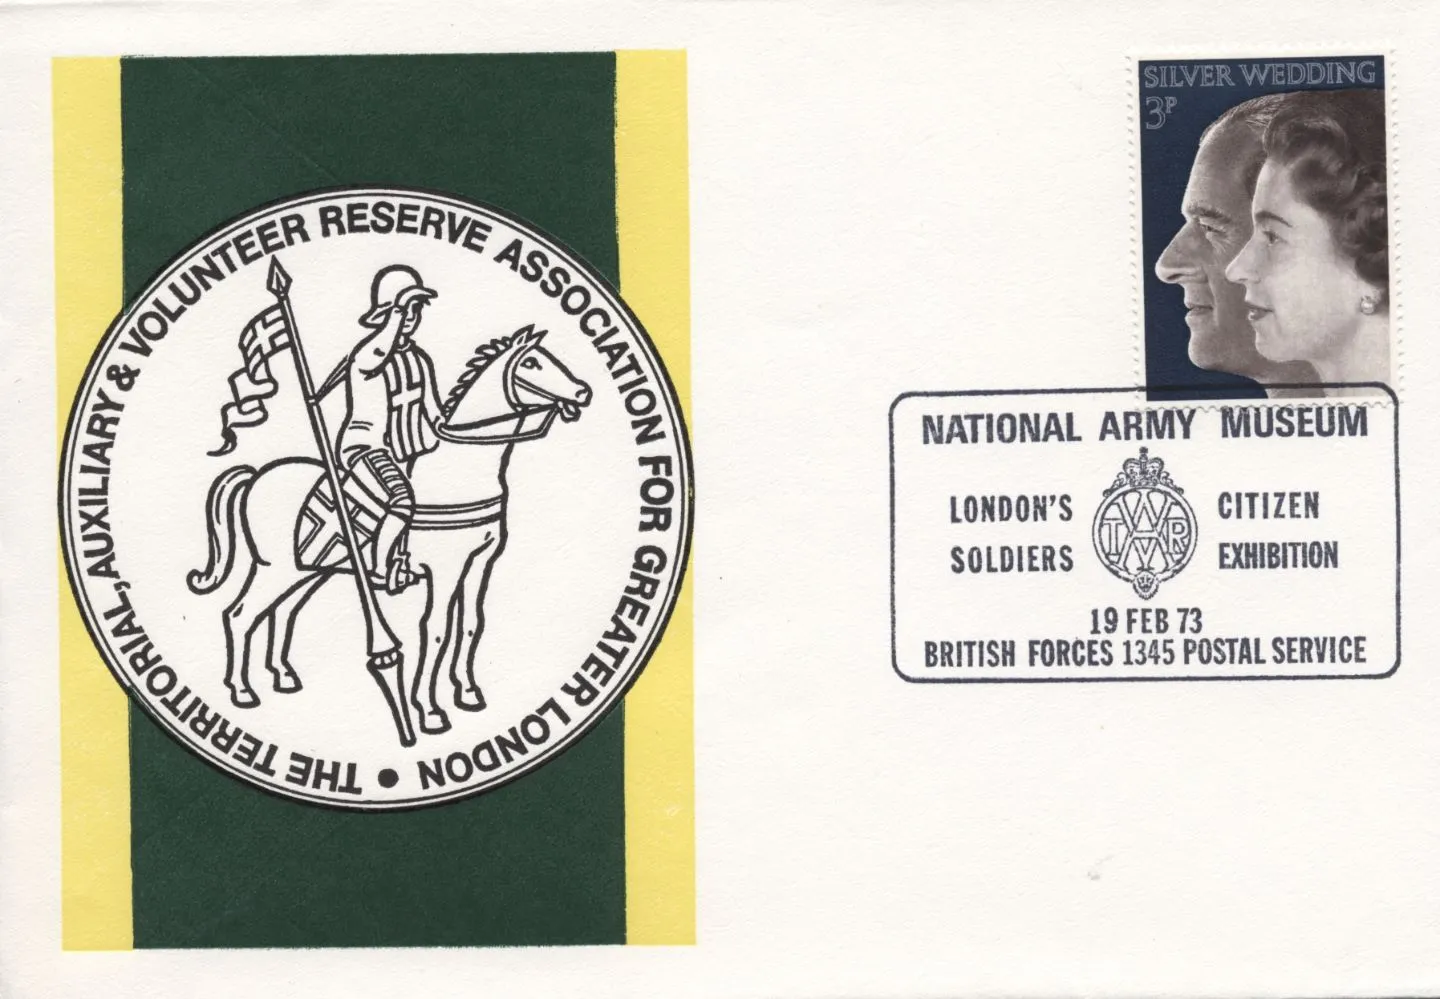 THE TERRITORIAL, AUXILIARY & VOLUNTEER RESERVE ASSOCIATION FOR GREATER LONDON •
SILVER WEDDING
3P
NATIONAL ARMY MUSEUM
LONDON'S CITIZEN
SOLDIERS EXHIBITION
TAVR
19 FEB 73
BRITISH FORCES 1345 POSTAL SERVICE